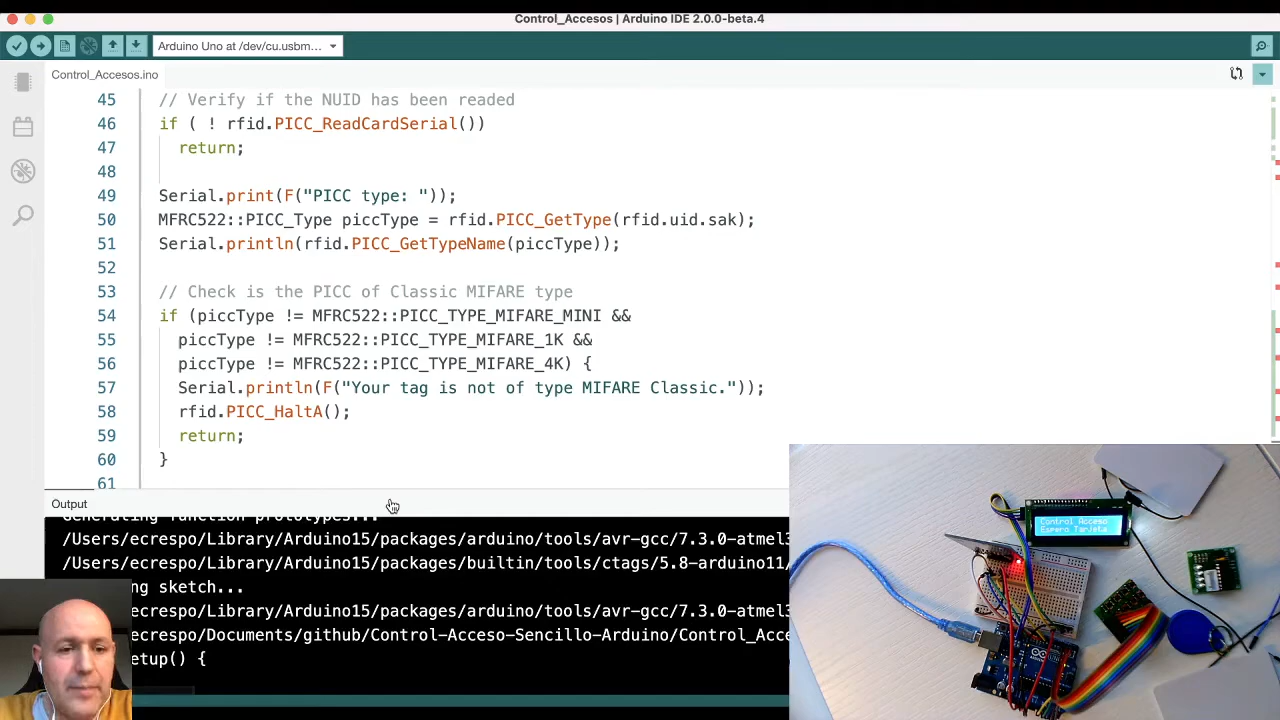 Control_Accesos | Arduino IDE 2.0.0-beta.4
Arduino Uno at /dev/cu.usbm...
Control_Accesos.ino
45 // Verify if the NUID has been readed
46 if ( ! rfid.PICC_ReadCardSerial())
47 return;
48
49 Serial.print(F("PICC type: "));
50 MFRC522::PICC_Type piccType = rfid.PICC_GetType(rfid.uid.sak);
51 Serial.println(rfid.PICC_GetTypeName(piccType));
52
53 // Check is the PICC of Classic MIFARE type
54 if (piccType != MFRC522::PICC_TYPE_MIFARE_MINI &&
55 piccType != MFRC522::PICC_TYPE_MIFARE_1K &&
56 piccType != MFRC522::PICC_TYPE_MIFARE_4K) {
57 Serial.println(F("Your tag is not of type MIFARE Classic."));
58 rfid.PICC_HaltA();
59 return;
60 }
61
Output
Generating function prototypes...
/Users/ecrespo/Library/Arduino15/packages/arduino/tools/avr-gcc/7.3.0-atmel3
/Users/ecrespo/Library/Arduino15/packages/builtin/tools/ctags/5.8-arduino11/
ng sketch...
ecrespo/Library/Arduino15/packages/arduino/tools/avr-gcc/7.3.0-atmel3
ecrespo/Documents/github/Control-Acceso-Sencillo-Arduino/Control_Acce
etup() {
Control Acceso
Espero Tarjeta